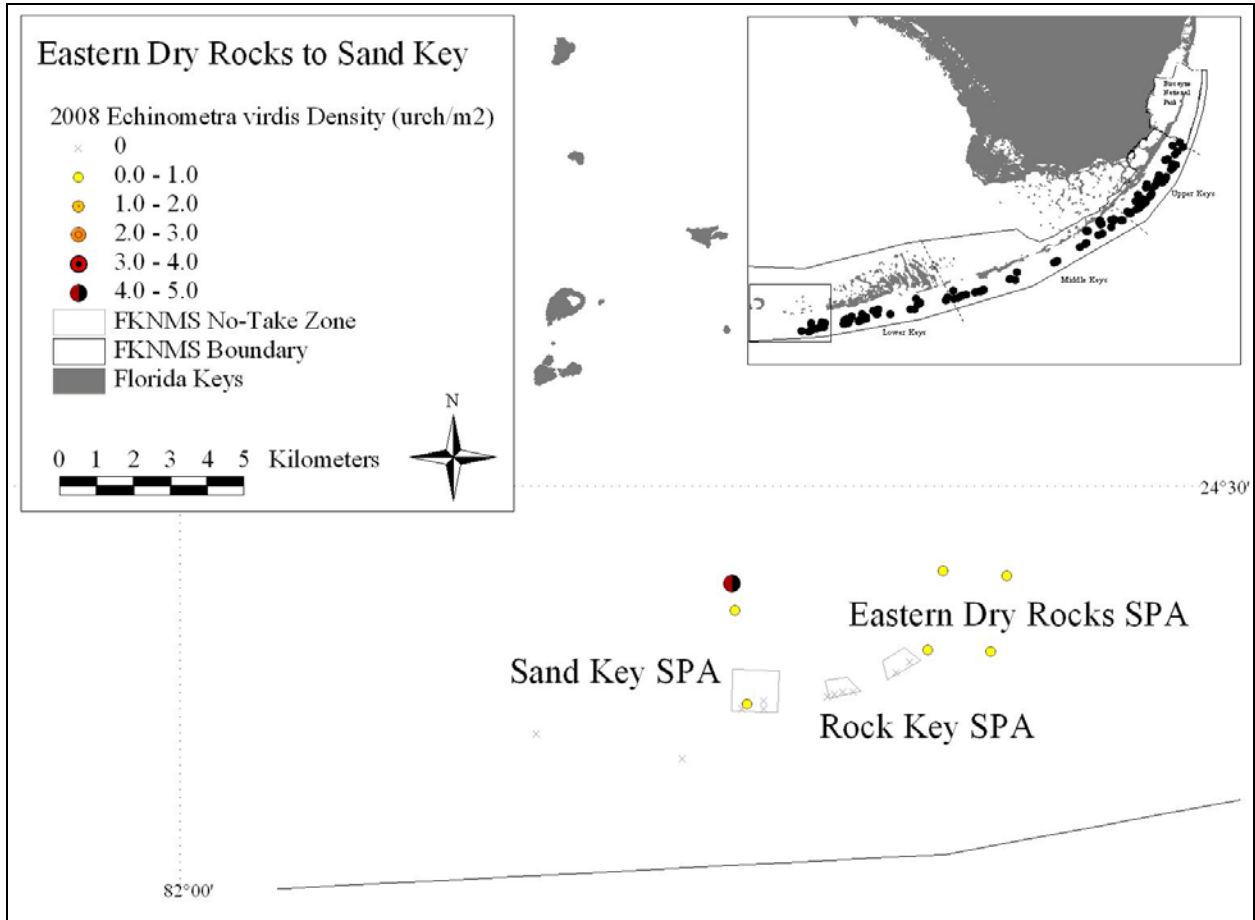 Eastern Dry Rocks to Sand Key
2008 Echinometra virdis Density (urch/m2)
0
0.0 - 1.0
1.0 - 2.0
2.0 - 3.0
3.0 - 4.0
4.0 - 5.0
FKNMS No-Take Zone
FKNMS Boundary
Florida Keys
N
0 1 2 3 4 5 Kilometers
Biscayne
National
Park
Upper Keys
Middle Keys
Lower Keys
24°30'
Eastern Dry Rocks SPA
Sand Key SPA
Rock Key SPA
82°00'